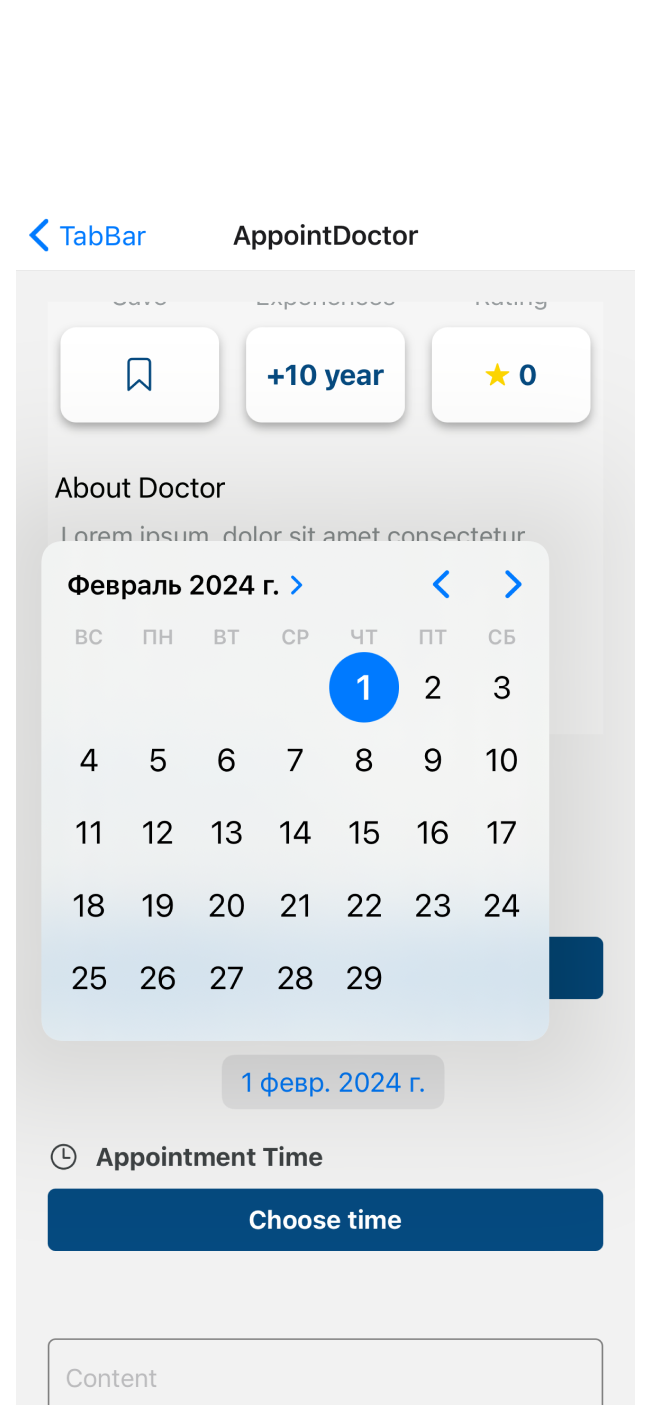 TabBar
AppointDoctor
Save Experiences Rating
+10 year
0
About Doctor
Lorem ipsum, dolor sit amet consectetur
Февраль 2024 г.
ВС ПН ВТ СР ЧТ ПТ СБ
1 2 3
4 5 6 7 8 9 10
11 12 13 14 15 16 17
18 19 20 21 22 23 24
25 26 27 28 29
1 февр. 2024 г.
Appointment Time
Choose time
Content